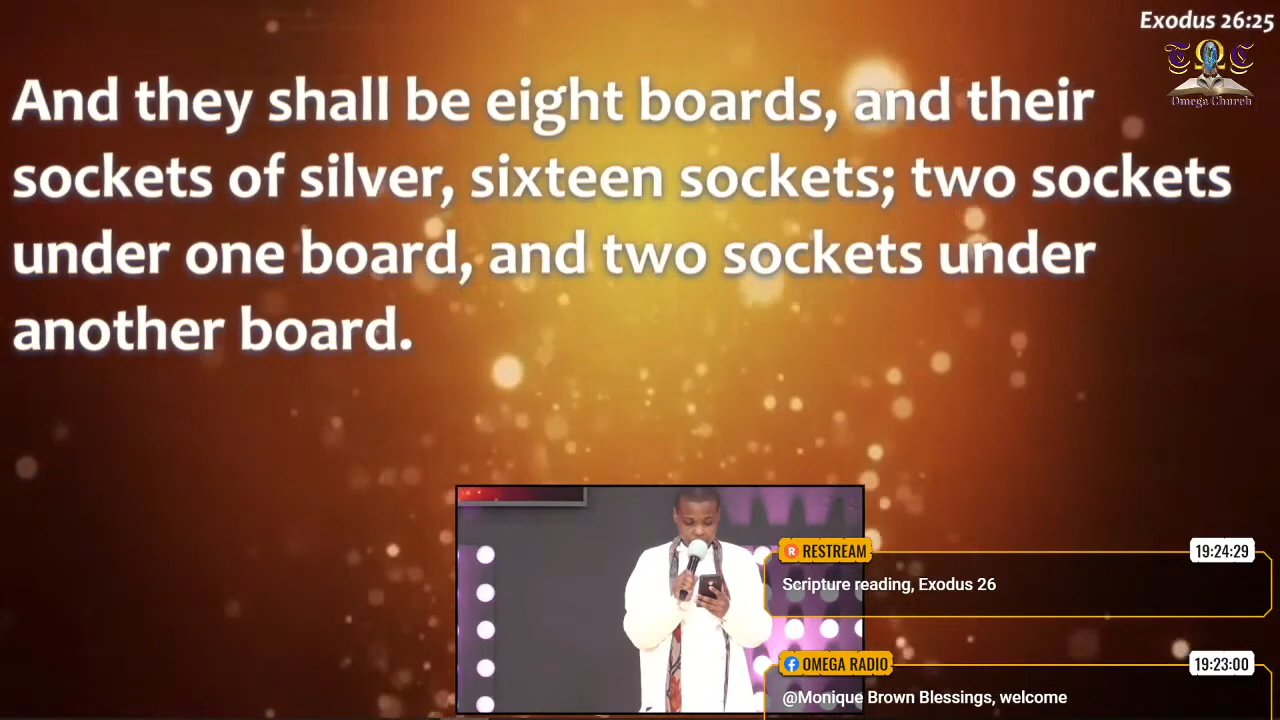 Exodus 26:25
TΩC
Omega Church
And they shall be eight boards, and their
sockets of silver, sixteen sockets; two sockets
under one board, and two sockets under
another board.
RESTREAM
19:24:29
Scripture reading, Exodus 26
OMEGA RADIO
19:23:00
@Monique Brown Blessings, welcome